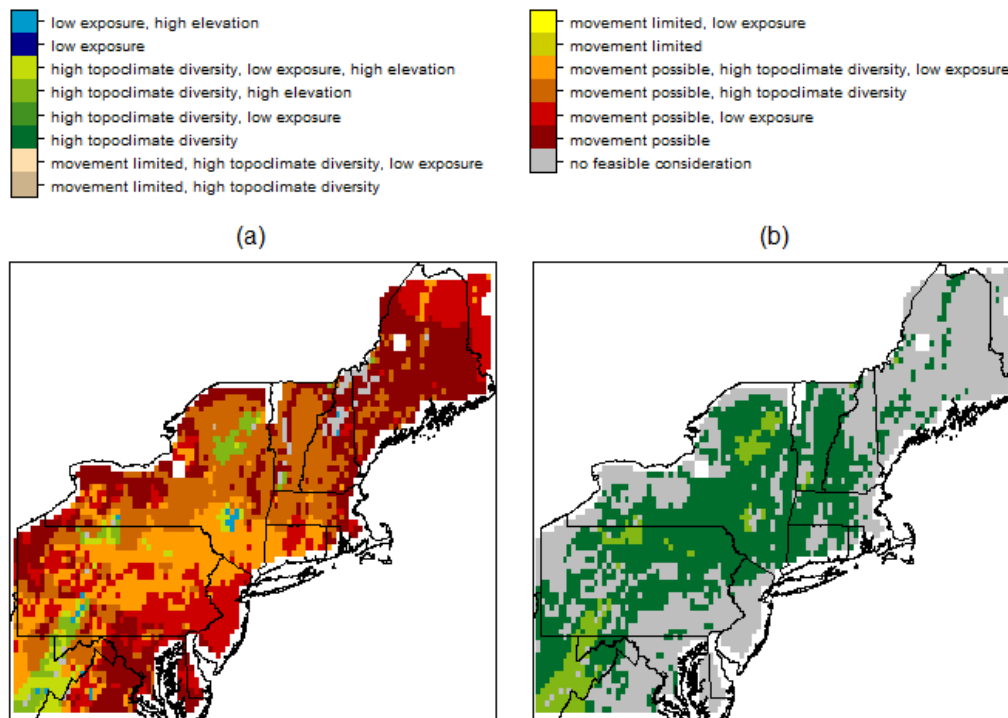 low exposure, high elevation
low exposure
high topoclimate diversity, low exposure, high elevation
high topoclimate diversity, high elevation
high topoclimate diversity, low exposure
high topoclimate diversity
movement limited, high topoclimate diversity, low exposure
movement limited, high topoclimate diversity
movement limited, low exposure
movement limited
movement possible, high topoclimate diversity, low exposure
movement possible, high topoclimate diversity
movement possible, low exposure
movement possible
no feasible consideration
(a)
(b)